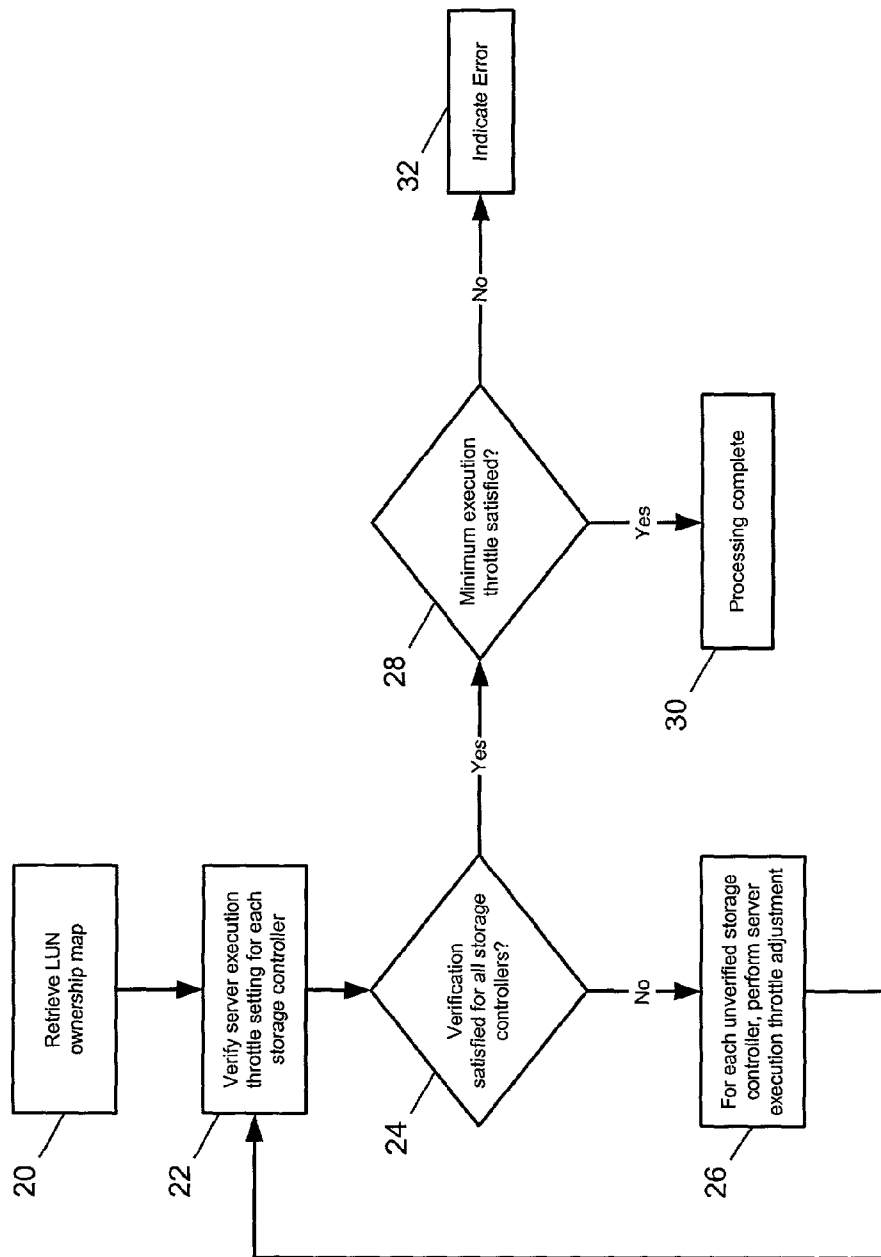 20
Retrieve LUN
ownership map
22
Verify server execution
throttle setting for each
storage controller
24
Verification
satisfied for all storage
controllers?
Yes
No
26
For each unverified storage
controller, perform server
execution throttle adjustment
28
Minimum execution
throttle satisfied?
No
Yes
30
Processing complete
32
Indicate Error